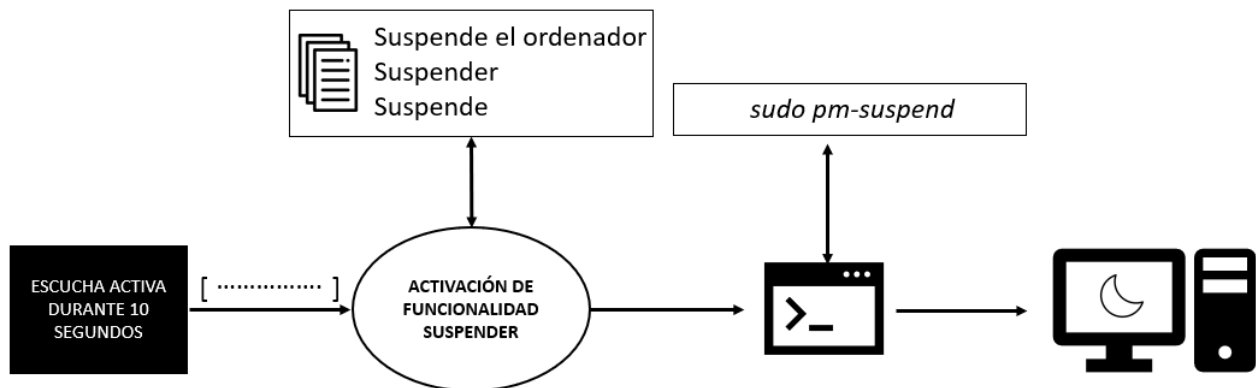 Suspende el ordenador
Suspender
Suspende
sudo pm-suspend
ESCUCHA ACTIVA
DURANTE 10
SEGUNDOS
[ ................ ]
ACTIVACIÓN DE
FUNCIONALIDAD
SUSPENDER
>_